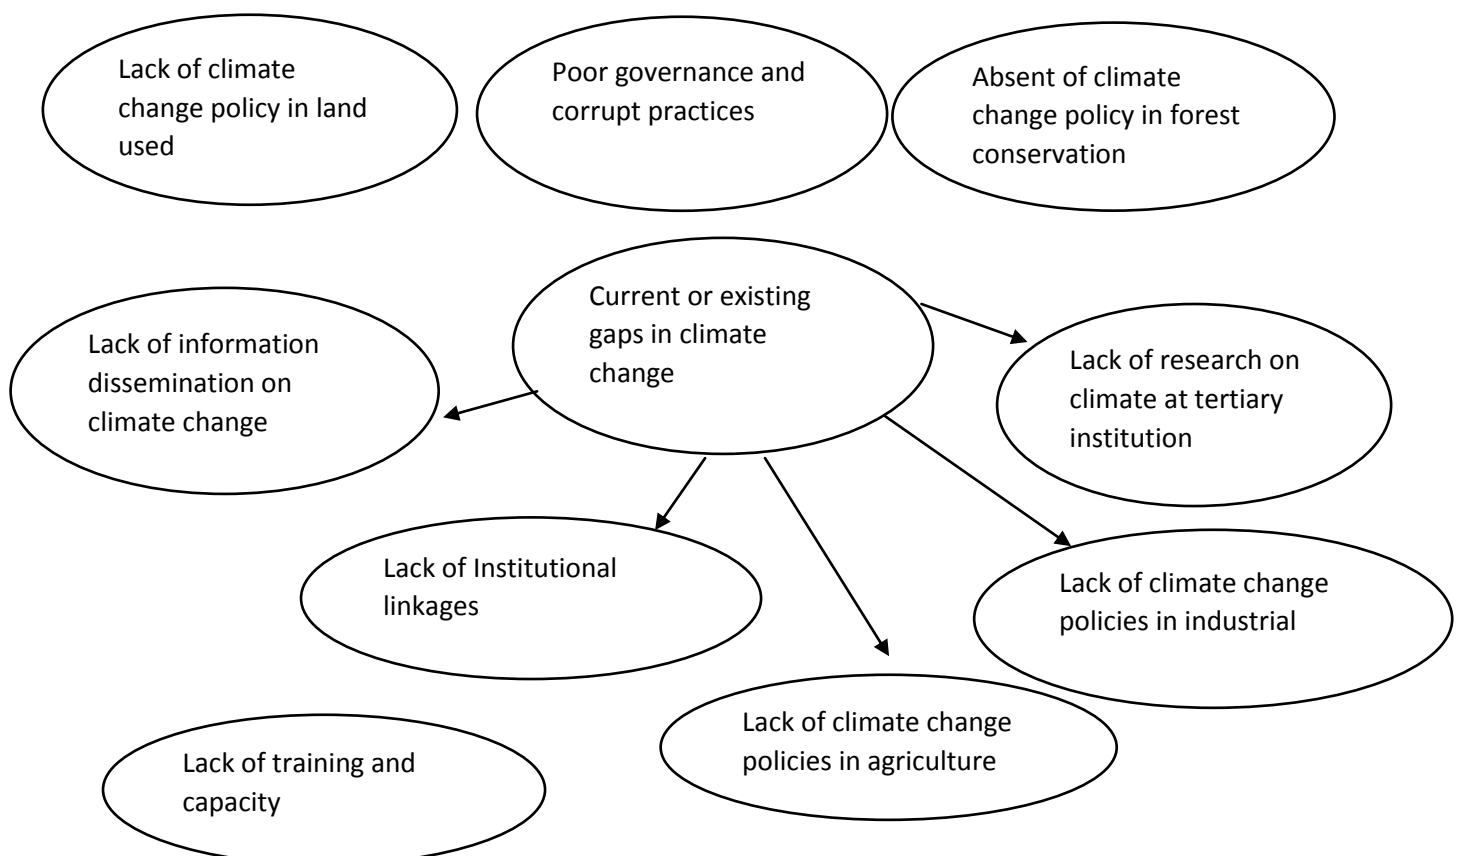 Lack of climate
change policy in land
used
Poor governance and
corrupt practices
Absent of climate
change policy in forest
conservation
Current or existing
gaps in climate
change
Lack of information
dissemination on
climate change
Lack of research on
climate at tertiary
institution
Lack of Institutional
linkages
Lack of climate change
policies in industrial
Lack of climate change
policies in agriculture
Lack of training and
capacity